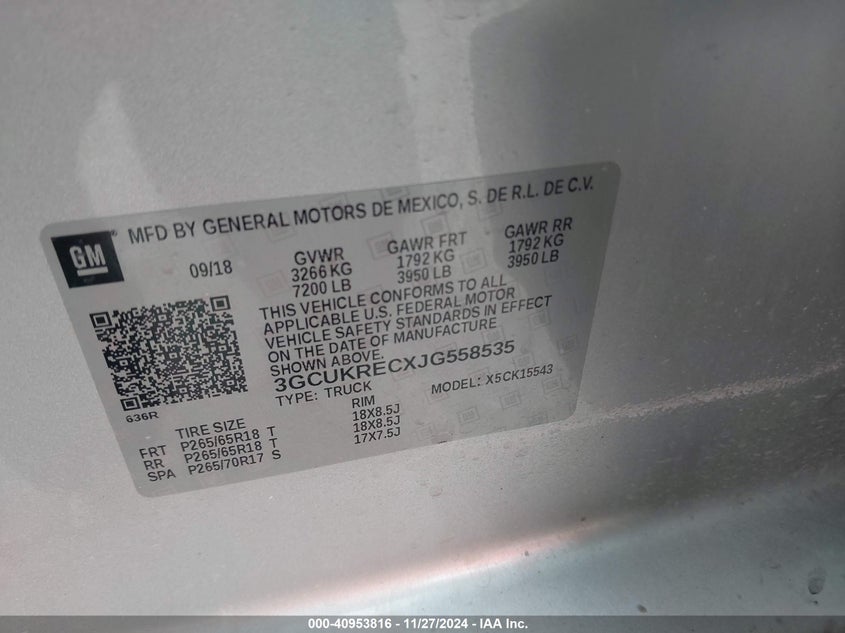 GM® MFD BY GENERAL MOTORS DE MEXICO, S. DE R.L. DE C.V.
09/18 GVWR GAWR FRT GAWR RR
3266 KG 1792 KG 1792 KG
7200 LB 3950 LB 3950 LB
THIS VEHICLE CONFORMS TO ALL
APPLICABLE U.S. FEDERAL MOTOR
VEHICLE SAFETY STANDARDS IN EFFECT
ON THE DATE OF MANUFACTURE
SHOWN ABOVE.
3GCUKRECXJG558535
TYPE: TRUCK MODEL: X5CK15543
636R
TIRE SIZE RIM
FRT P265/65R18 T 18X8.5J
RR P265/65R18 T 18X8.5J
SPA P265/70R17 S 17X7.5J
000-40953816 - 11/27/2024 - IAA Inc.